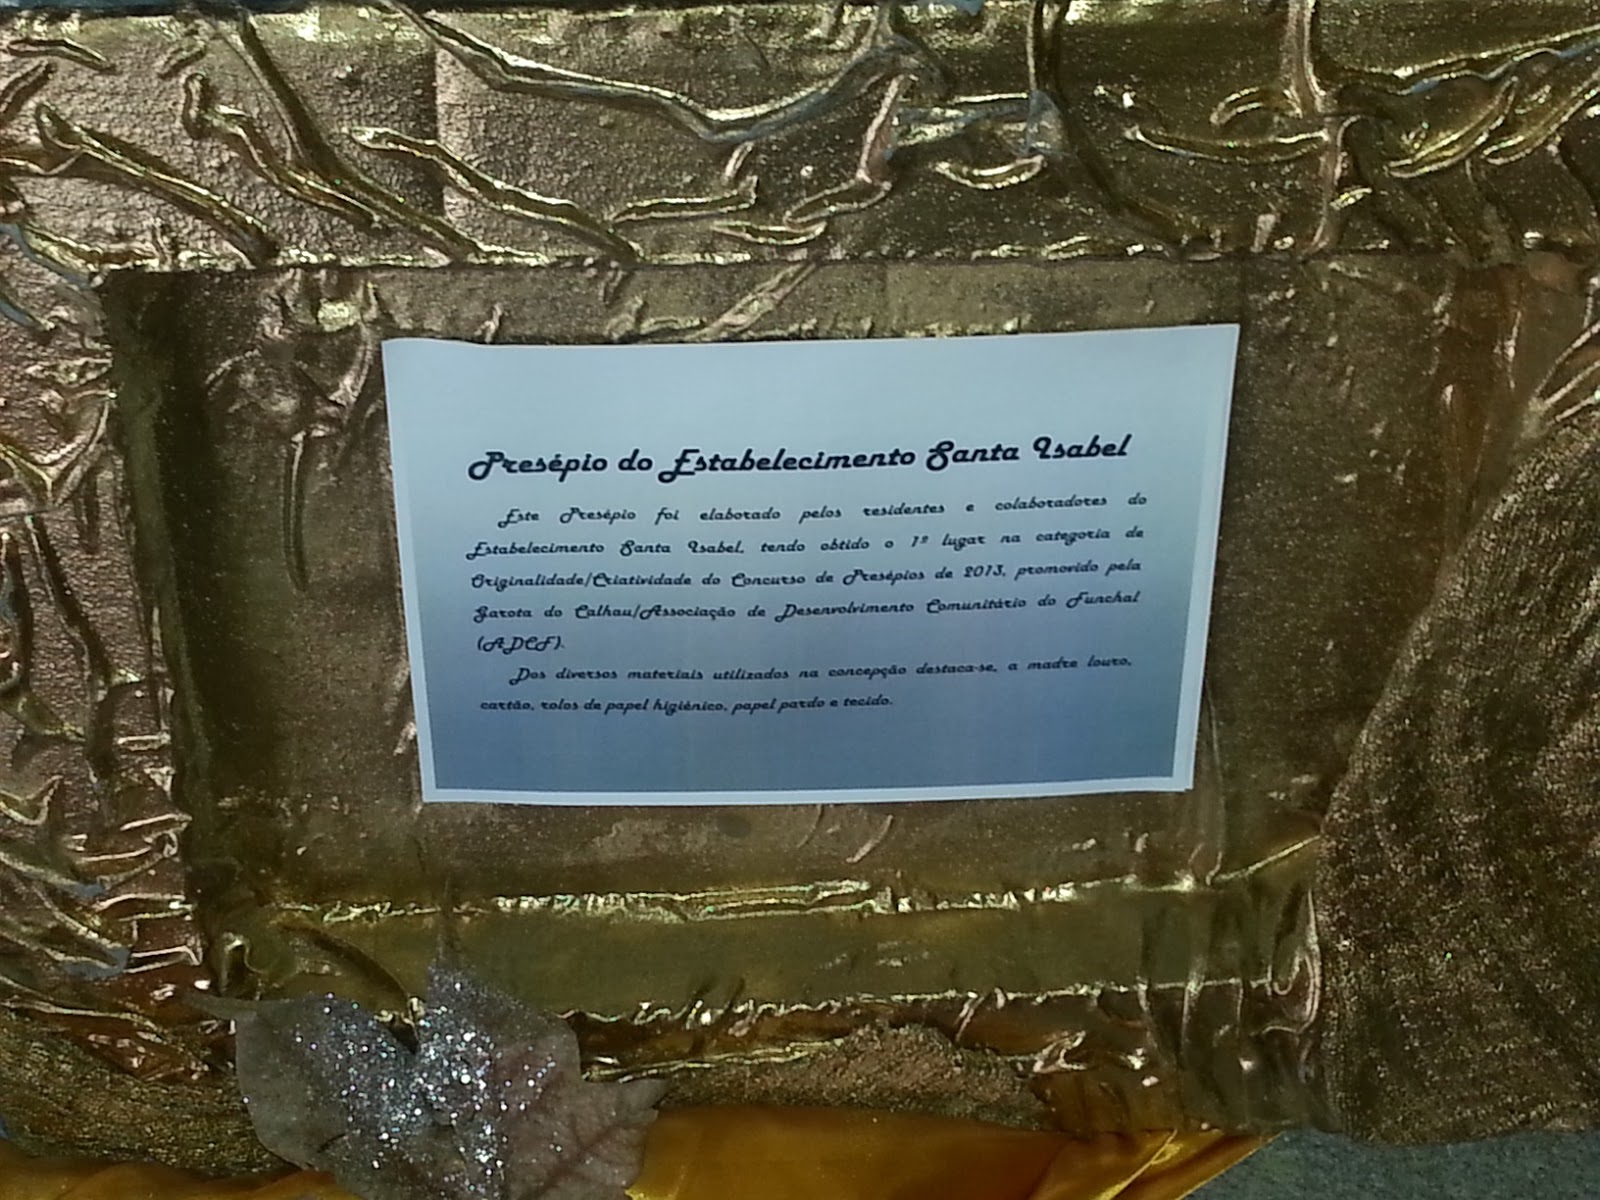 Presépio do Estabelecimento Santa Isabel
Este Presépio foi elaborado pelos residentes e colaboradores do
Estabelecimento Santa Isabel, tendo obtido o 1º lugar na categoria de
Originalidade/Criatividade do Concurso de Presépios de 2013, promovido pela
Garota do Calhau/Associação de Desenvolvimento Comunitário do Funchal
(ADCF).
Dos diversos materiais utilizados na concepção destaca-se, a madre louro,
cartão, rolos de papel higiénico, papel pardo e tecido.